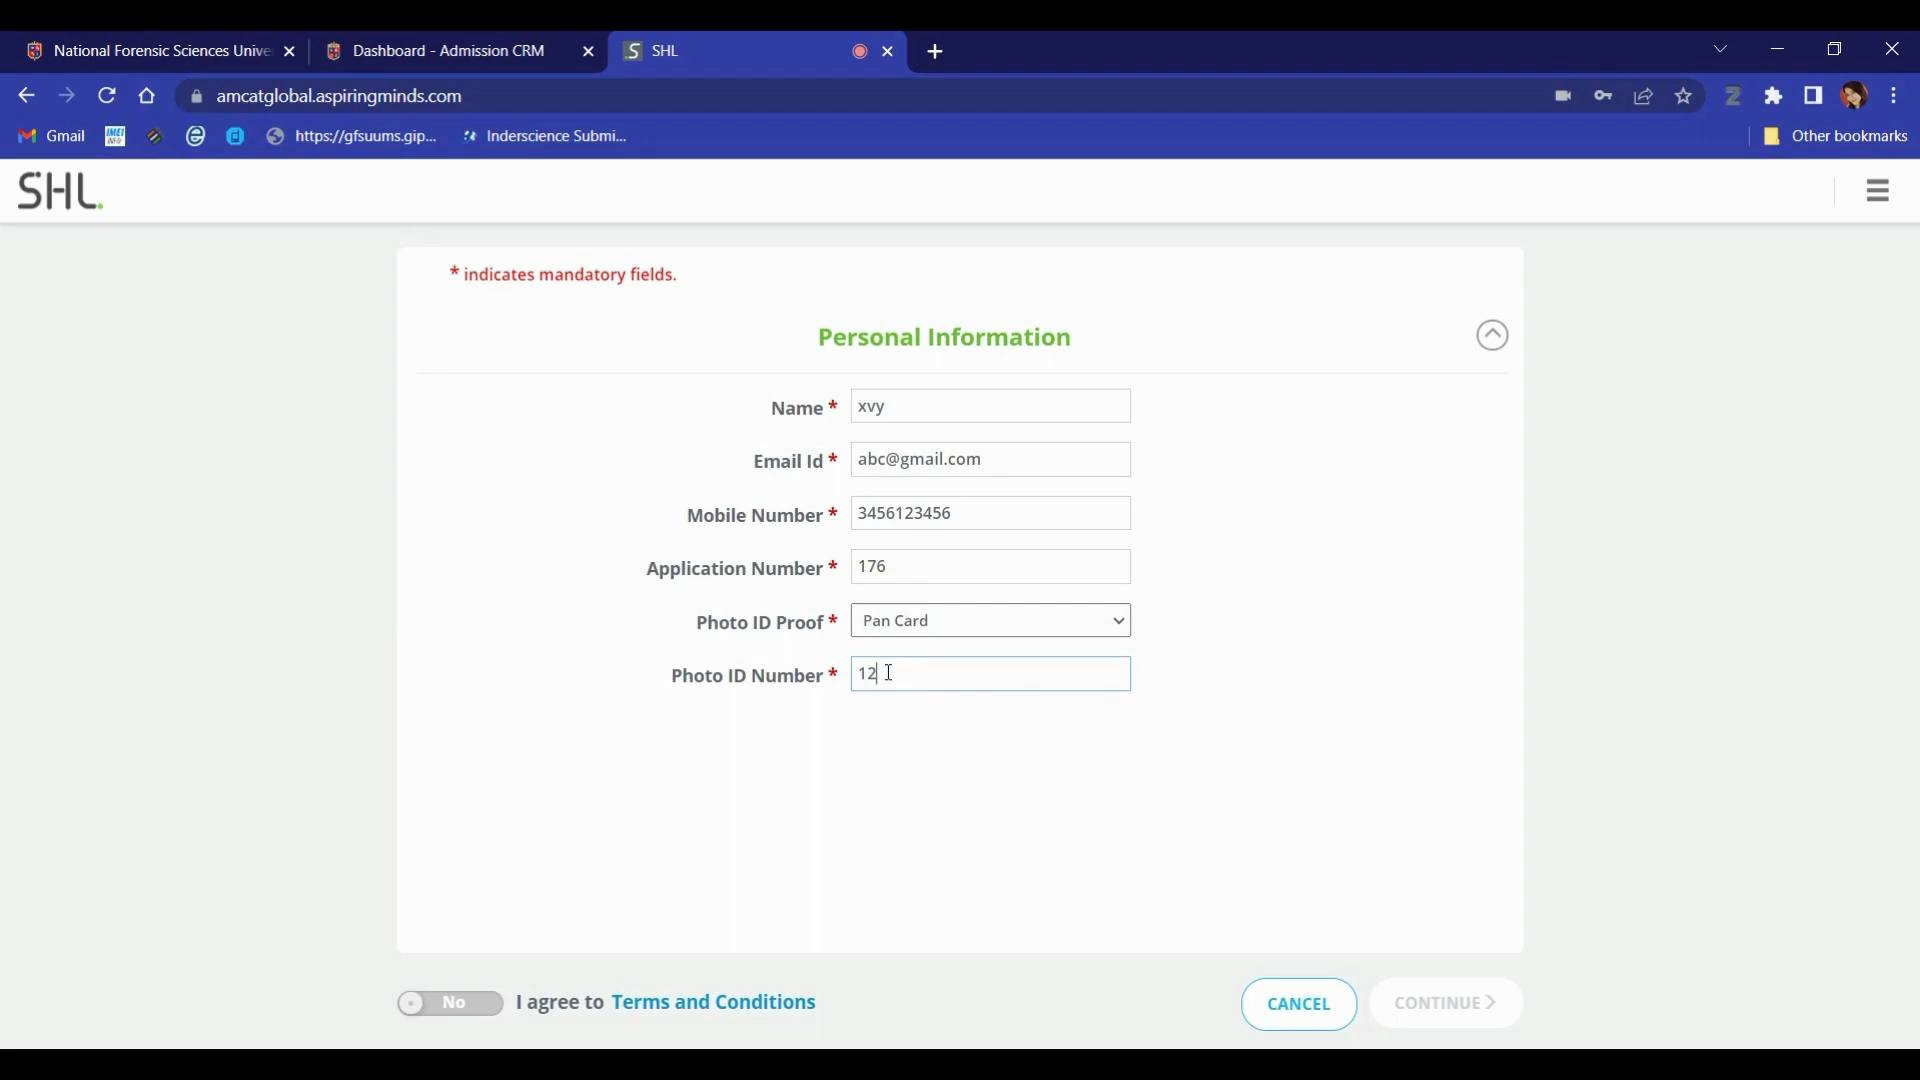 National Forensic Sciences Unive
Dashboard - Admission CRM
SHL
amcatglobal.aspiringminds.com
Gmail
IMEI
INFO
https://gfsuums.gip...
Inderscience Submi...
Other bookmarks
SHL.
* indicates mandatory fields.
Personal Information
Name * xvy
Email Id * abc@gmail.com
Mobile Number * 3456123456
Application Number * 176
Photo ID Proof * Pan Card
Photo ID Number * 12
No I agree to Terms and Conditions
CANCEL
CONTINUE